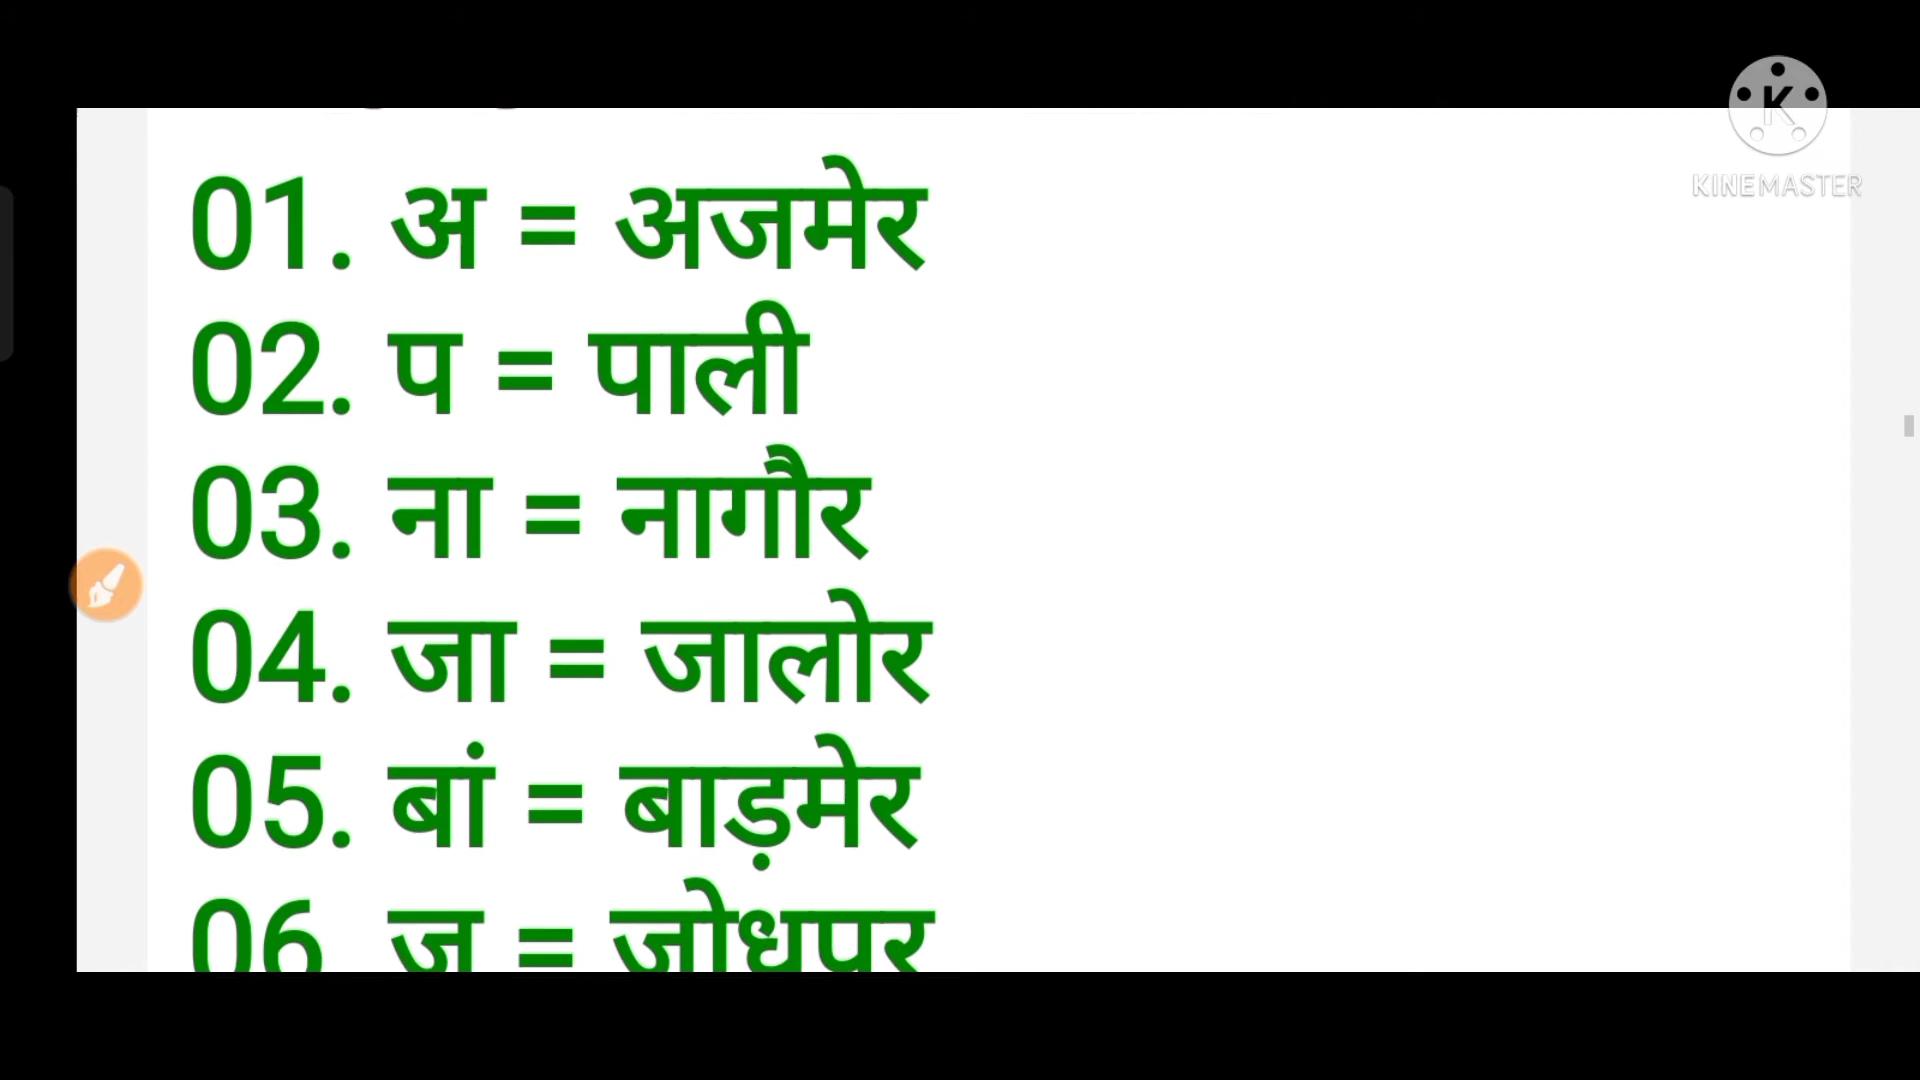 KINEMASTER
01. अ = अजमेर
02. प = पाली
03. ना = नागौर
04. जा = जालोर
05. बां = बाड़मेर
06 ज = जोधपुर